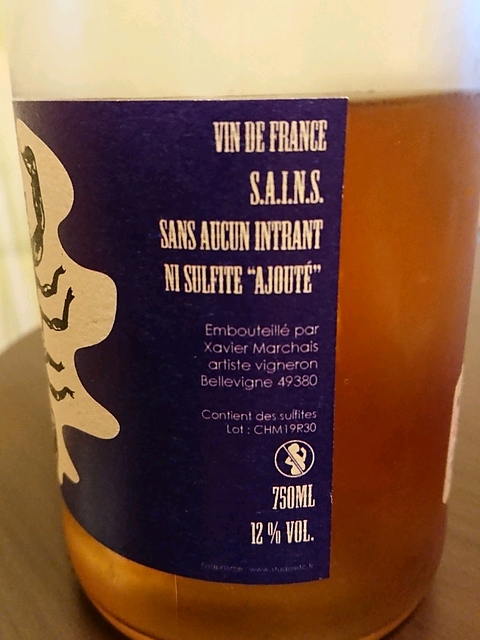 VIN DE FRANCE
S.A.I.N.S.
SANS AUCUN INTRANT
NI SULFITE "AJOUTÉ"
Embouteillé par
Xavier Marchais
artiste vigneron
Bellevigne 49380
Contient des sulfites
Lot : CHM19R30
750ML
12 % VOL.